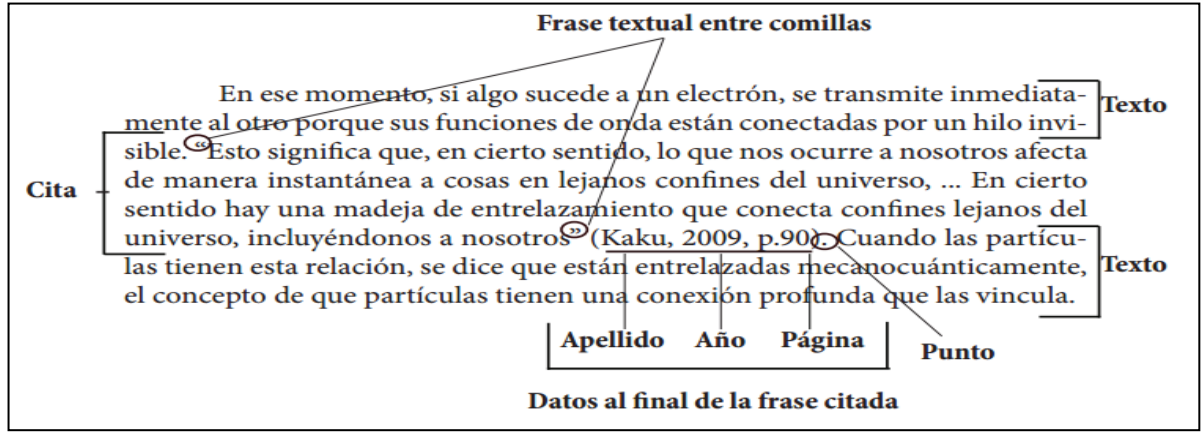 Frase textual entre comillas
En ese momento, si algo sucede a un electrón, se transmite inmediata-
mente al otro porque sus funciones de onda están conectadas por un hilo invi-
sible. “Esto significa que, en cierto sentido, lo que nos ocurre a nosotros afecta
de manera instantánea a cosas en lejanos confines del universo, ... En cierto
sentido hay una madeja de entrelazamiento que conecta confines lejanos del
universo, incluyéndonos a nosotros” (Kaku, 2009, p.90). Cuando las partícu-
las tienen esta relación, se dice que están entrelazadas mecanocuánticamente,
el concepto de que partículas tienen una conexión profunda que las vincula.
Texto
Cita
Texto
Apellido Año Página
Punto
Datos al final de la frase citada